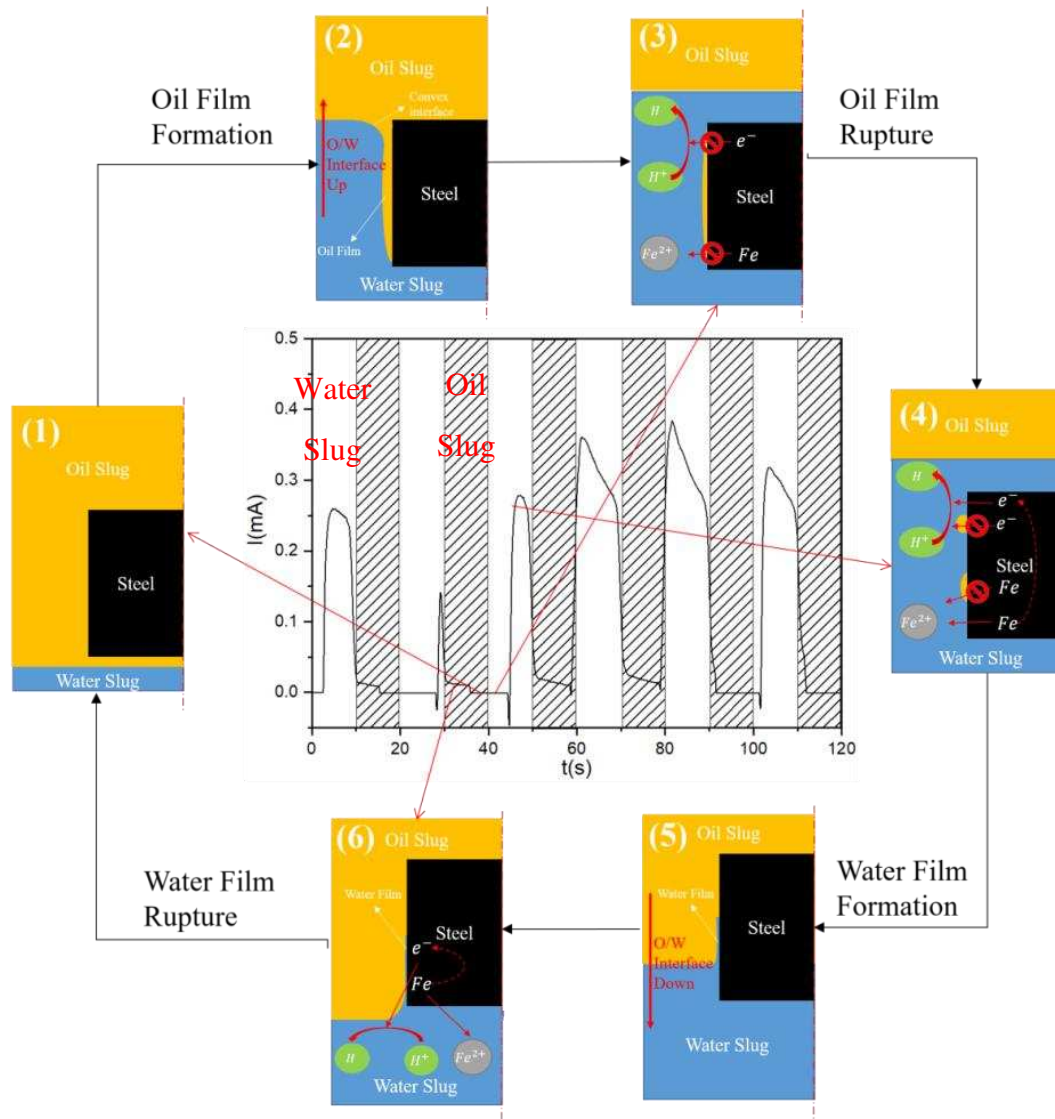 (2)
Oil Slug
Convex
interface
O/W
Interface
Up
Steel
Oil Film
Water Slug
Oil Film
Formation
(3)
Oil Slug
H
e⁻
H⁺
Steel
Fe²⁺
Fe
Water Slug
Oil Film
Rupture
(1)
Oil Slug
Steel
Water Slug
(4)
Oil Slug
H
e⁻
H⁺
e⁻
Steel
Fe
Fe²⁺
Fe
Water Slug
0.5
0.4
0.3
0.2
0.1
0.0
I(mA)
Water
Slug
Oil
Slug
0
20
40
60
80
100
120
t(s)
(6)
Oil Slug
Water Film
Steel
e⁻
Fe
H
H⁺
Fe²⁺
Water Slug
Water Film
Rupture
(5)
Oil Slug
Water Film
Steel
O/W
Interface
Down
Water Slug
Water Film
Formation